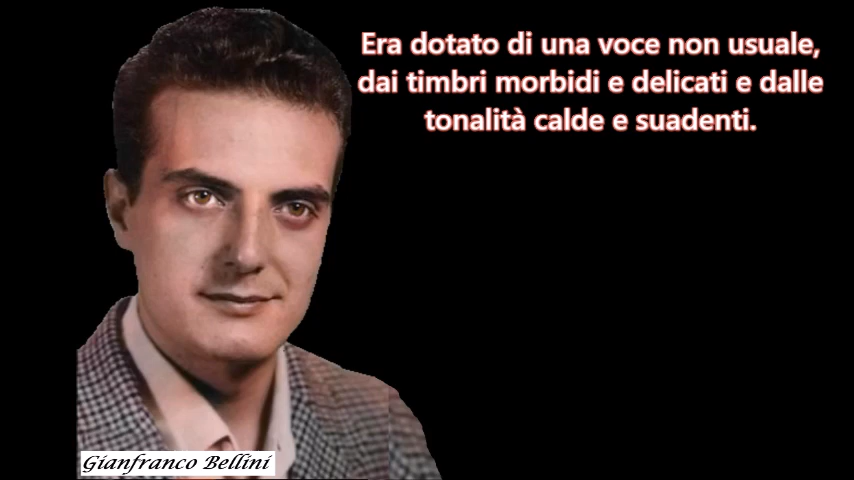 Era dotato di una voce non usuale,
dai timbri morbidi e delicati e dalle
tonalità calde e suadenti.
Gianfranco Bellini